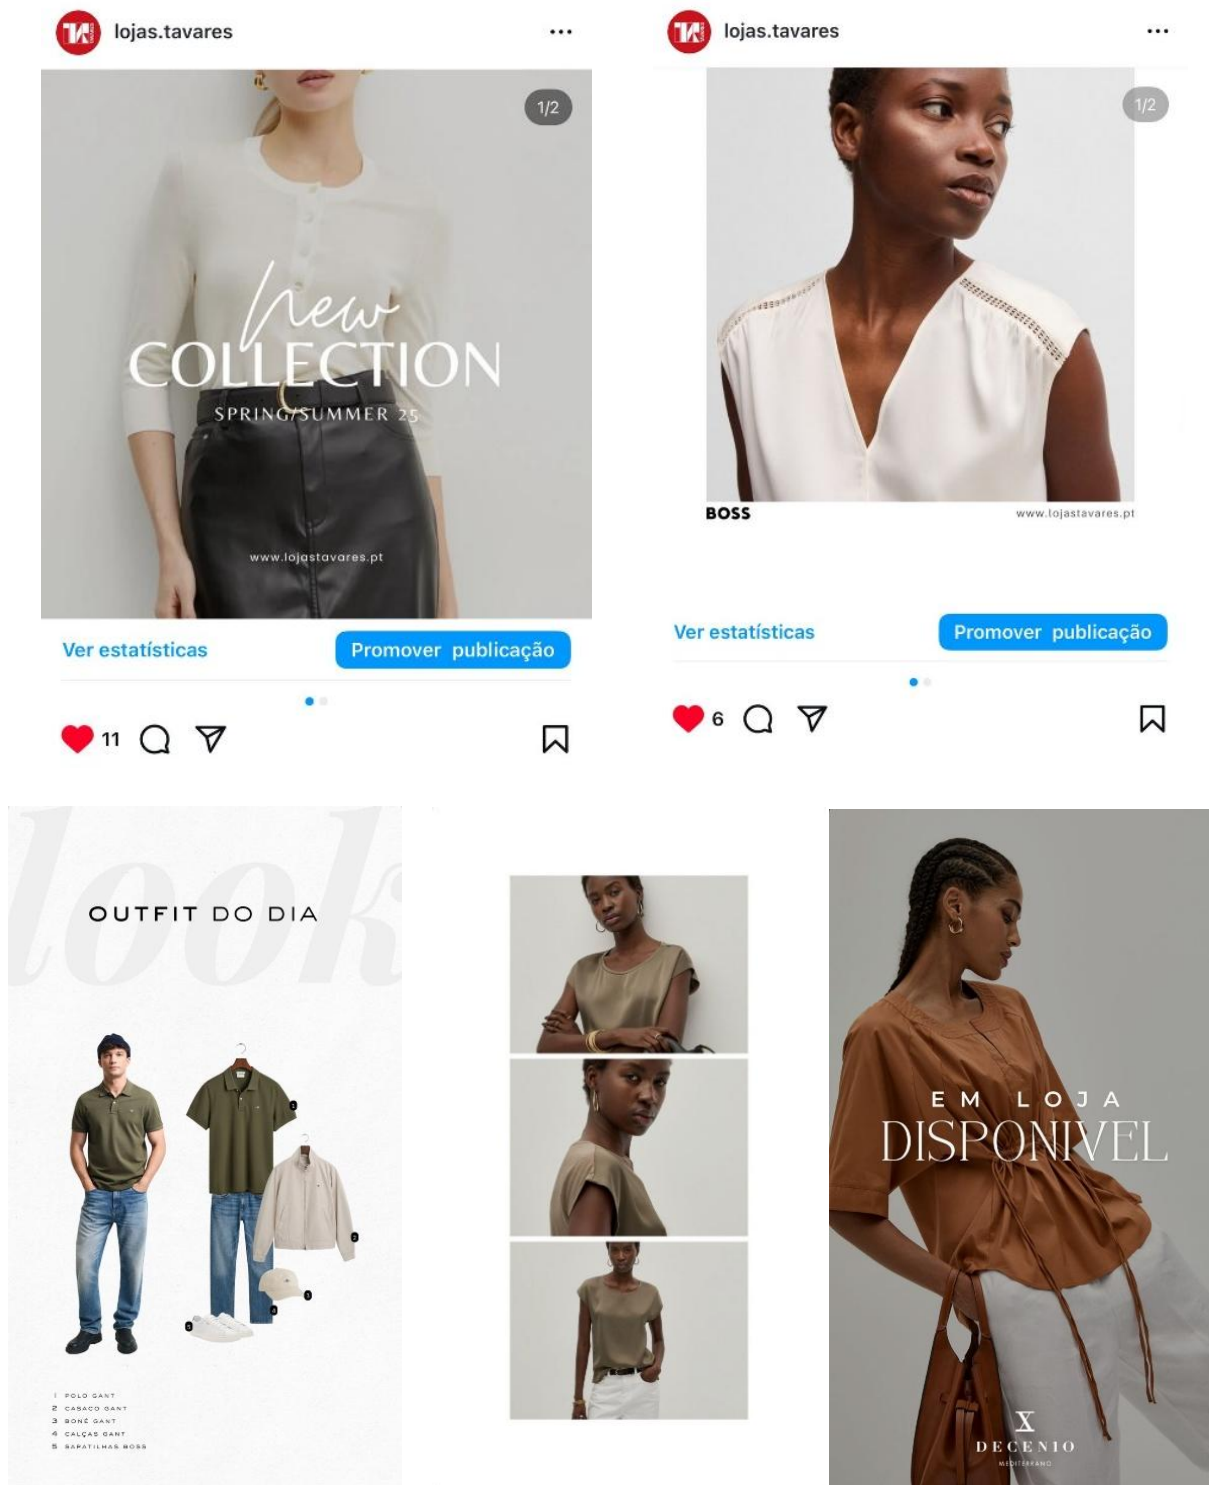 lojas.tavares
1/2
new
COLLECTION
SPRING/SUMMER 25
www.lojastavares.pt
Ver estatísticas
Promover publicação
11
lojas.tavares
1/2
BOSS
www.lojastavares.pt
Ver estatísticas
Promover publicação
6
look
OUTFIT DO DIA
1 POLO GANT
2 CASACO GANT
3 BONÉ GANT
4 CALÇAS GANT
5 SAPATILHAS BOSS
EM LOJA
DISPONIVEL
DECENIO
MEDITERRANO